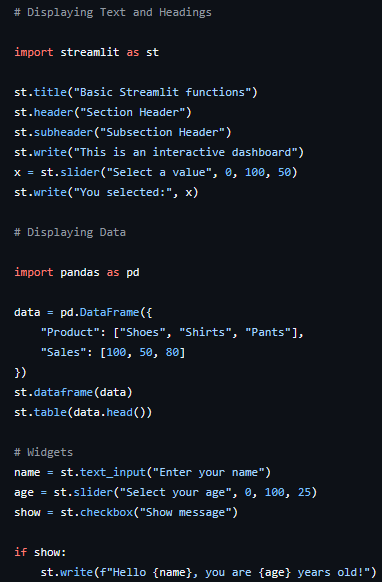 # Displaying Text and Headings
import streamlit as st
st.title("Basic Streamlit functions")
st.header("Section Header")
st.subheader("Subsection Header")
st.write("This is an interactive dashboard")
x = st.slider("Select a value", 0, 100, 50)
st.write("You selected:", x)
# Displaying Data
import pandas as pd
data = pd.DataFrame({
    "Product": ["Shoes", "Shirts", "Pants"],
    "Sales": [100, 50, 80]
})
st.dataframe(data)
st.table(data.head())
# Widgets
name = st.text_input("Enter your name")
age = st.slider("Select your age", 0, 100, 25)
show = st.checkbox("Show message")
if show:
    st.write(f"Hello {name}, you are {age} years old!")